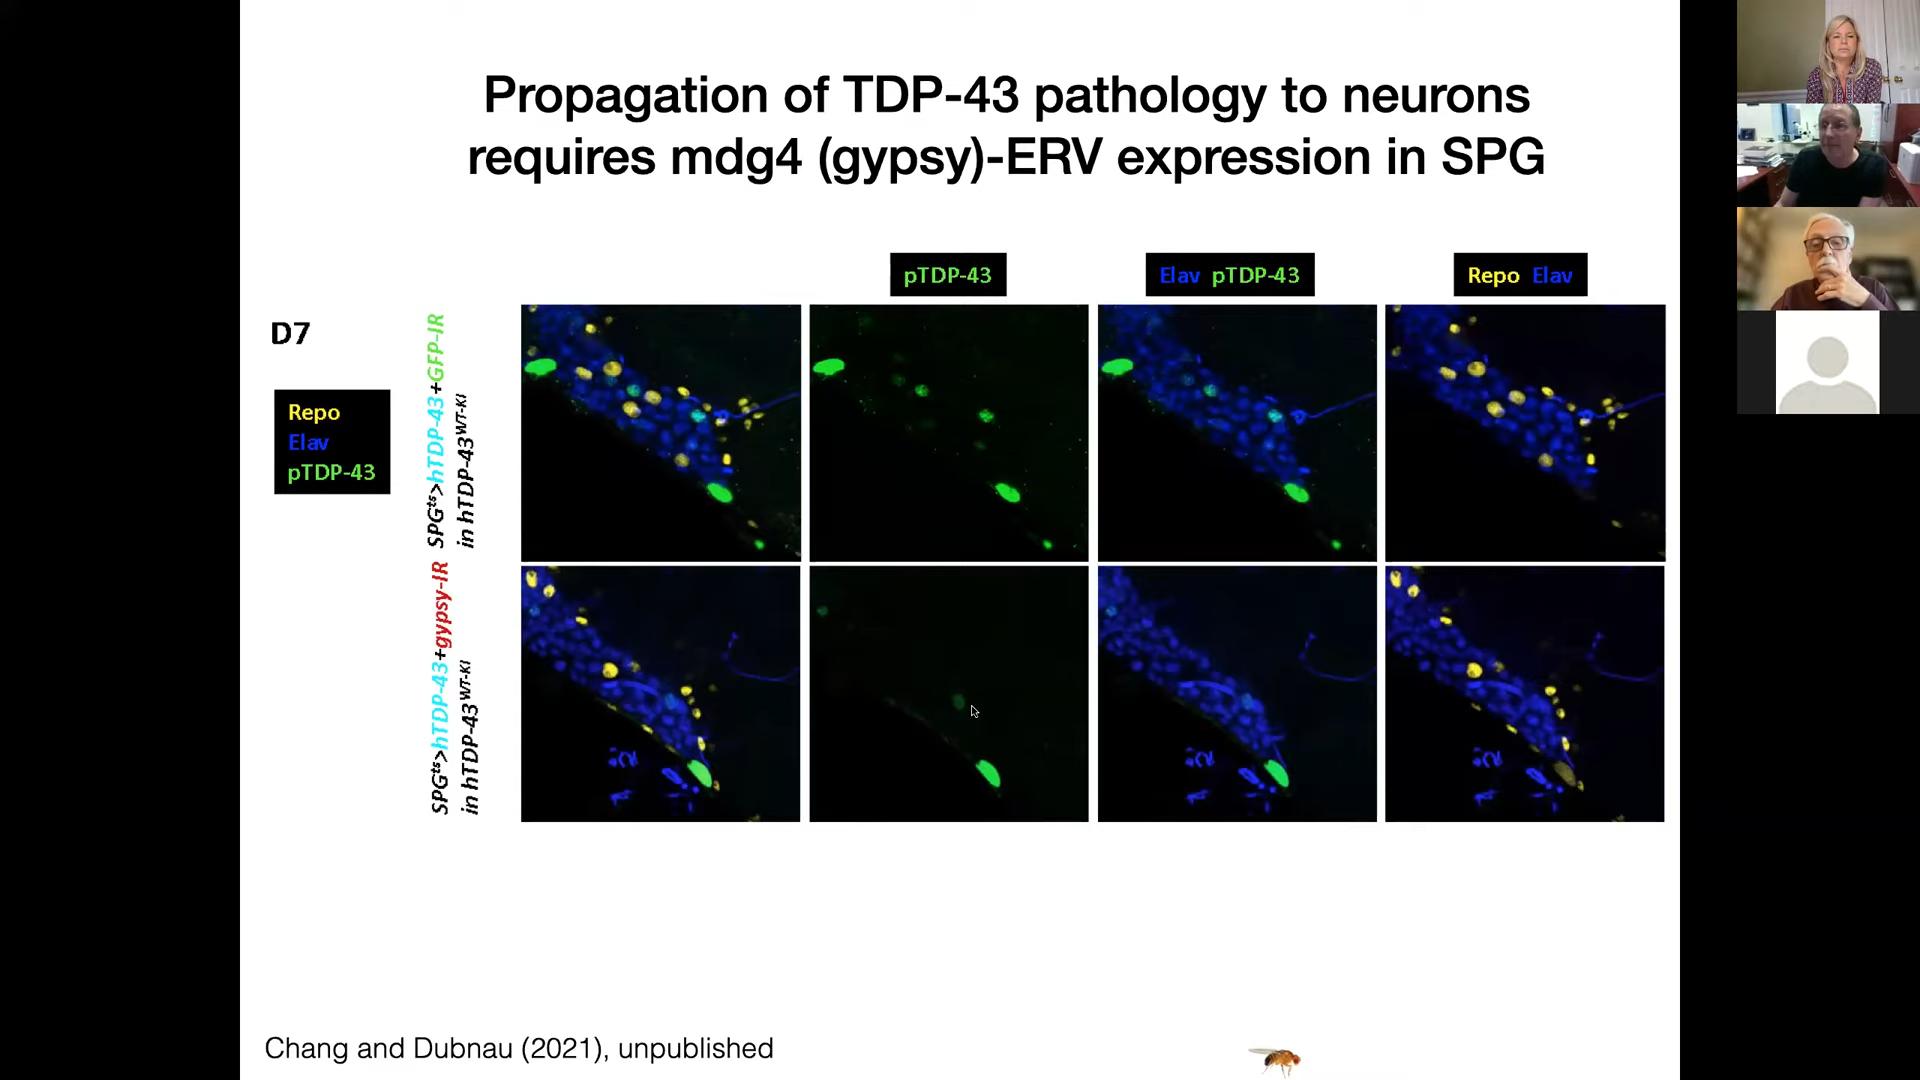 Propagation of TDP-43 pathology to neurons
requires mdg4 (gypsy)-ERV expression in SPG
pTDP-43
Elav pTDP-43
Repo Elav
D7
Repo
Elav
pTDP-43
SPGᵗˢ>hTDP-43+GFP-IR
in hTDP-43ᵂᵀ⁻ᴷᴵ
SPGᵗˢ>hTDP-43+gypsy-IR
in hTDP-43ᵂᵀ⁻ᴷᴵ
Chang and Dubnau (2021), unpublished